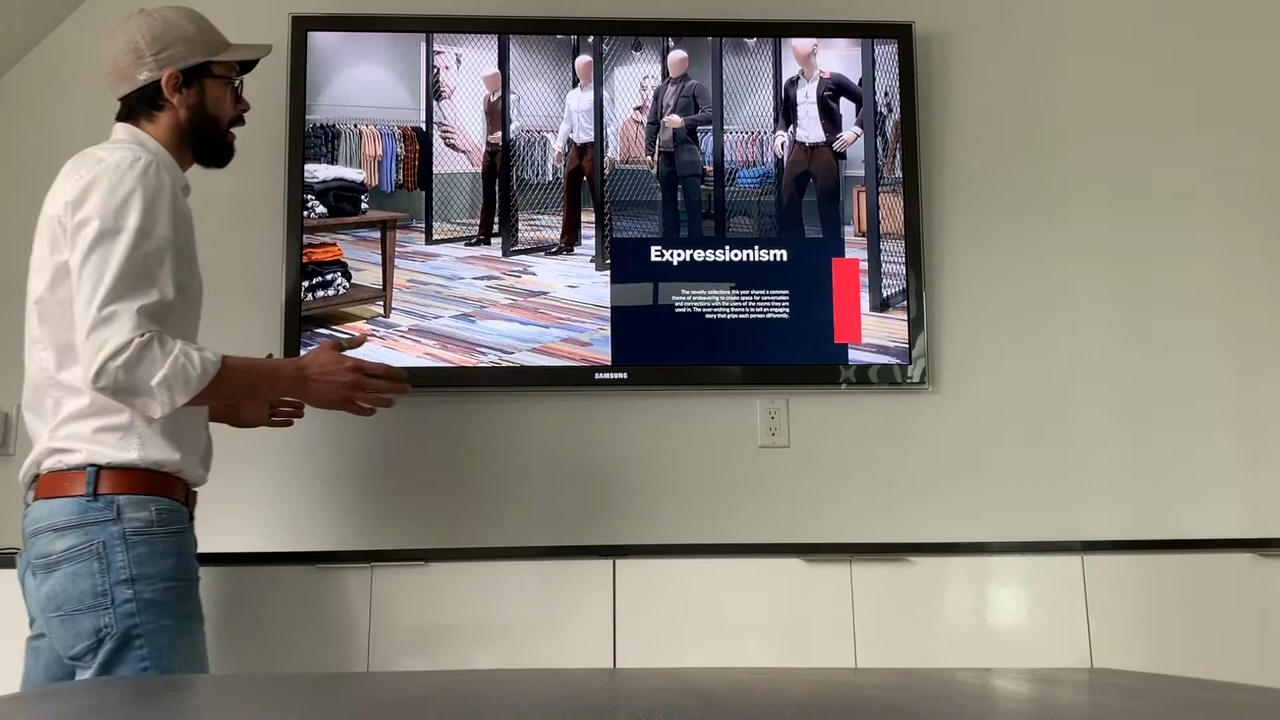 Expressionism
The novelty collections this year shared a common
theme of endeavoring to create space for conversation
and connections with the users of the rooms they are
used in. The over-arching theme is to tell an engaging
story that grips each person differently.
SAMSUNG